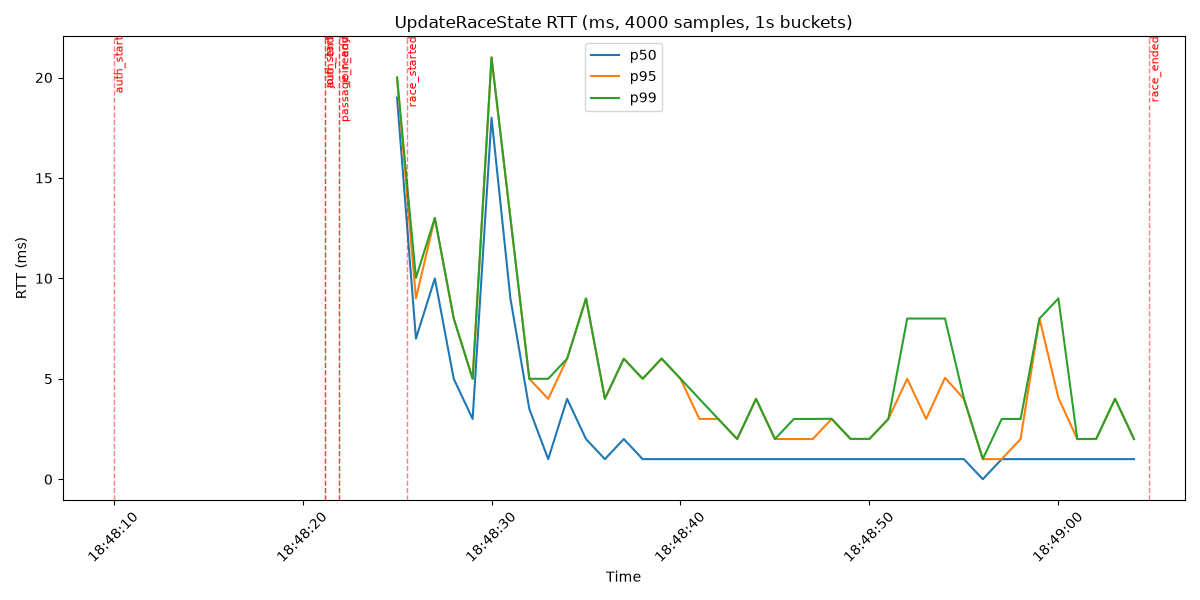 UpdateRaceState RTT (ms, 4000 samples, 1s buckets)
auth_start
race_started
race_ended
p50
p95
p99
20
15
10
5
0
RTT (ms)
18:48:10
18:48:20
18:48:30
18:48:40
18:48:50
18:49:00
Time